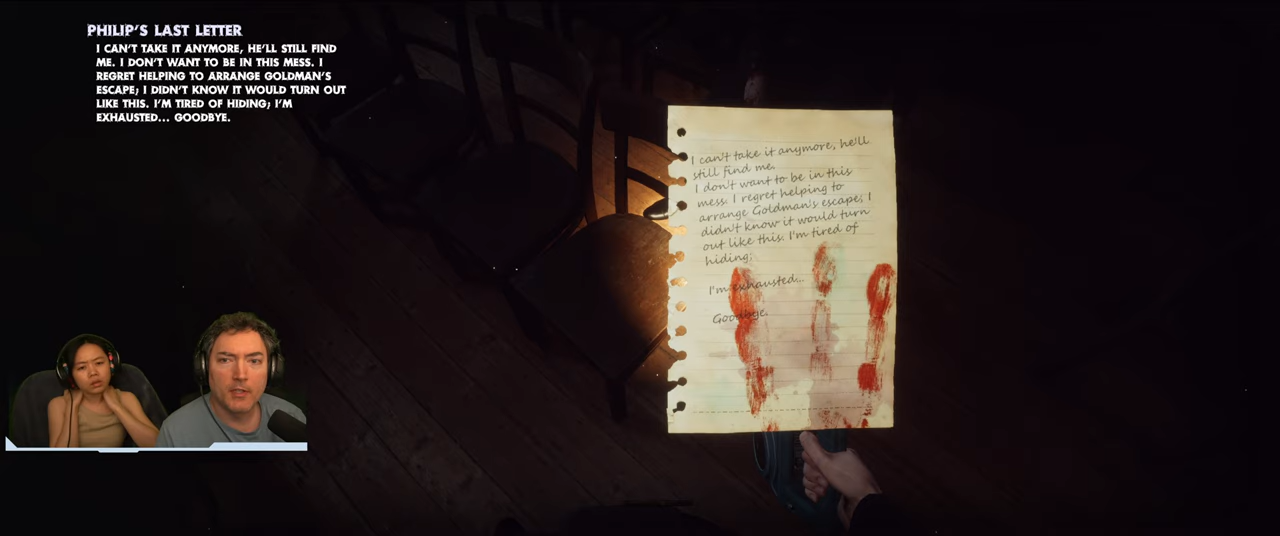 PHILIP'S LAST LETTER
I CAN'T TAKE IT ANYMORE, HE'LL STILL FIND
ME. I DON'T WANT TO BE IN THIS MESS. I
REGRET HELPING TO ARRANGE GOLDMAN'S
ESCAPE; I DIDN'T KNOW IT WOULD TURN OUT
LIKE THIS. I'M TIRED OF HIDING; I'M
EXHAUSTED... GOODBYE.
I can't take it anymore, he'll
still find me.
I don't want to be in this
mess. I regret helping to
arrange Goldman's escape; I
didn't know it would turn
out like this. I'm tired of
hiding;
I'm exhausted...
Goodbye.